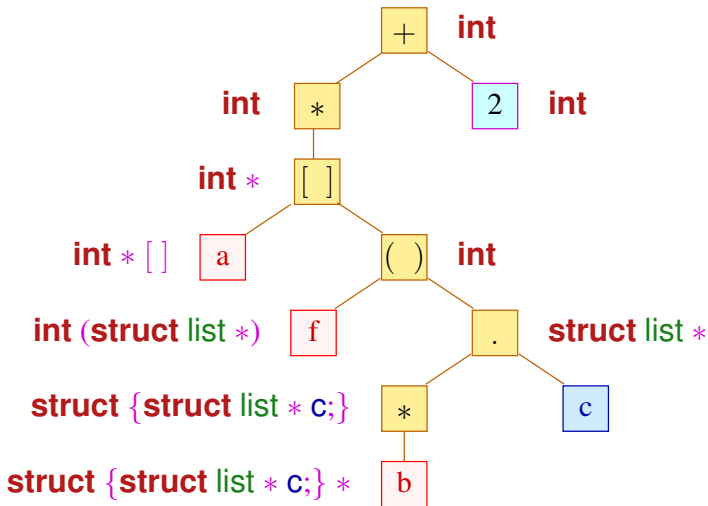 + int
int * 2 int
int * [ ]
int * [ ] a ( ) int
int (struct list *) f . struct list *
struct {struct list * c;} * c
struct {struct list * c;} * b